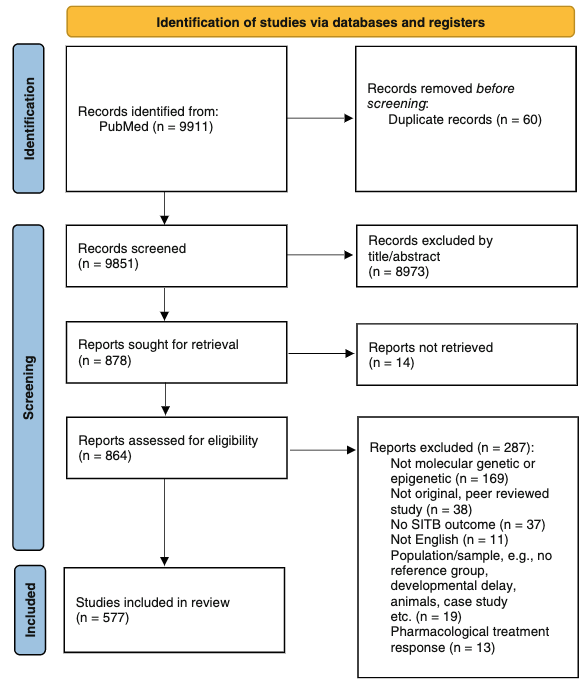 Identification of studies via databases and registers
Identification
Records identified from:
PubMed (n = 9911)
Records removed before
screening:
Duplicate records (n = 60)
Screening
Records screened
(n = 9851)
Records excluded by
title/abstract
(n = 8973)
Reports sought for retrieval
(n = 878)
Reports not retrieved
(n = 14)
Reports assessed for eligibility
(n = 864)
Reports excluded (n = 287):
Not molecular genetic or
epigenetic (n = 169)
Not original, peer reviewed
study (n = 38)
No SITB outcome (n = 37)
Not English (n = 11)
Population/sample, e.g., no
reference group,
developmental delay,
animals, case study
etc. (n = 19)
Pharmacological treatment
response (n = 13)
Included
Studies included in review
(n = 577)